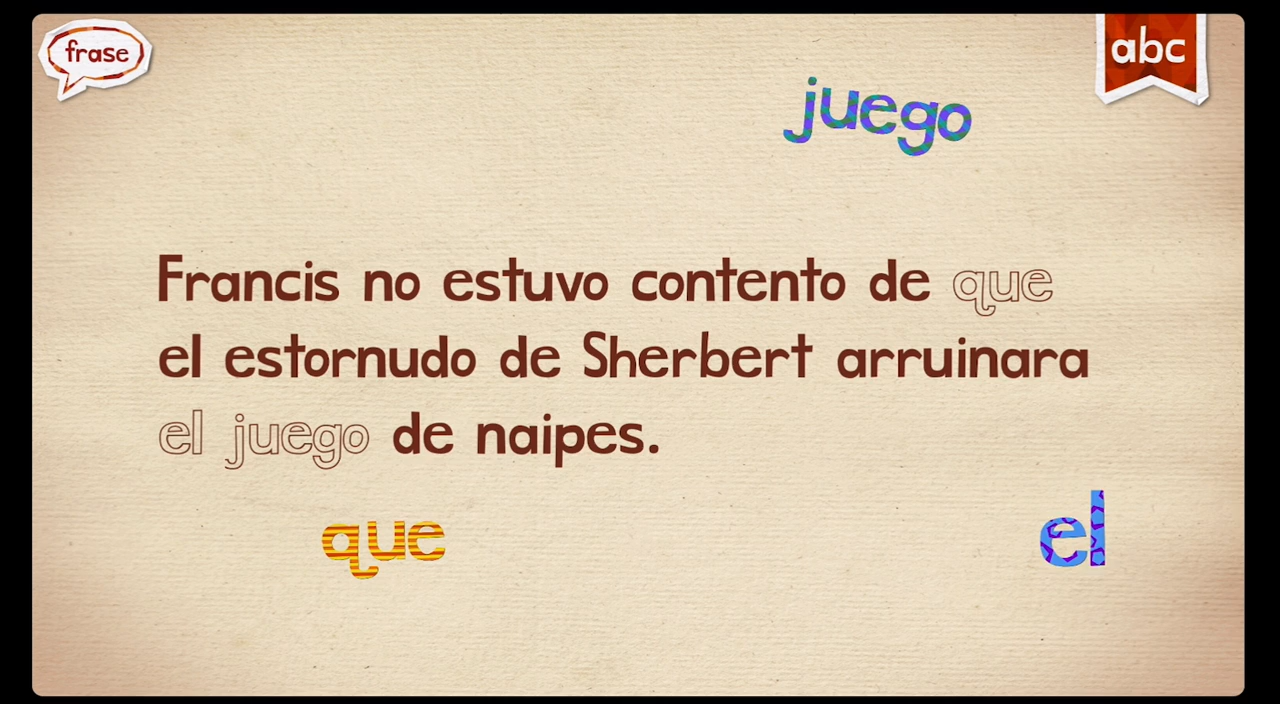 frase
abc
juego
Francis no estuvo contento de que
el estornudo de Sherbert arruinara
el juego de naipes.
que
el